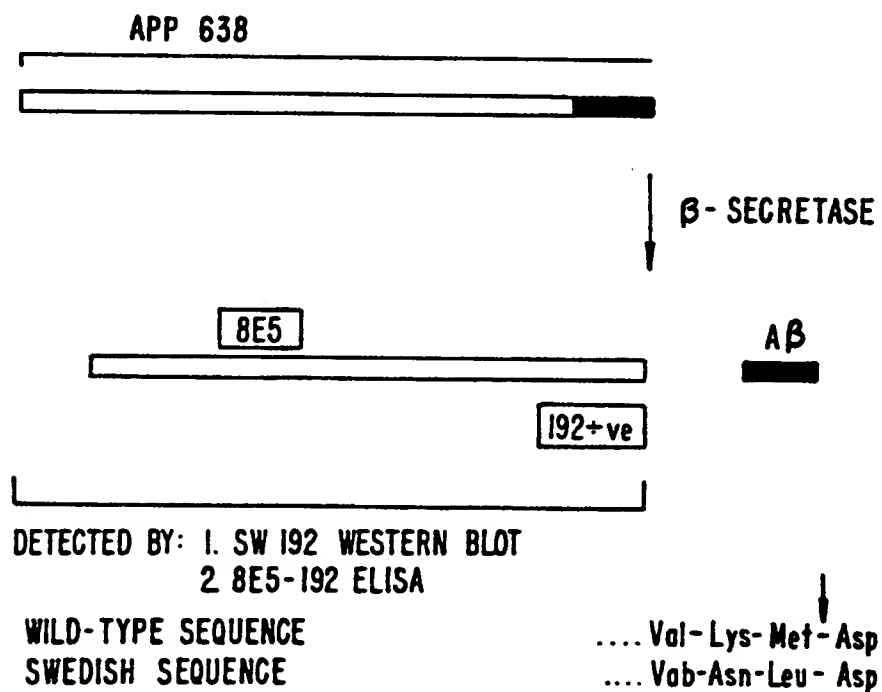 APP 638
β-SECRETASE
8E5
Aβ
192+ve
DETECTED BY: 1. SW 192 WESTERN BLOT
2. 8E5-192 ELISA
WILD-TYPE SEQUENCE .... Val-Lys-Met-Asp
SWEDISH SEQUENCE .... Vab-Asn-Leu-Asp